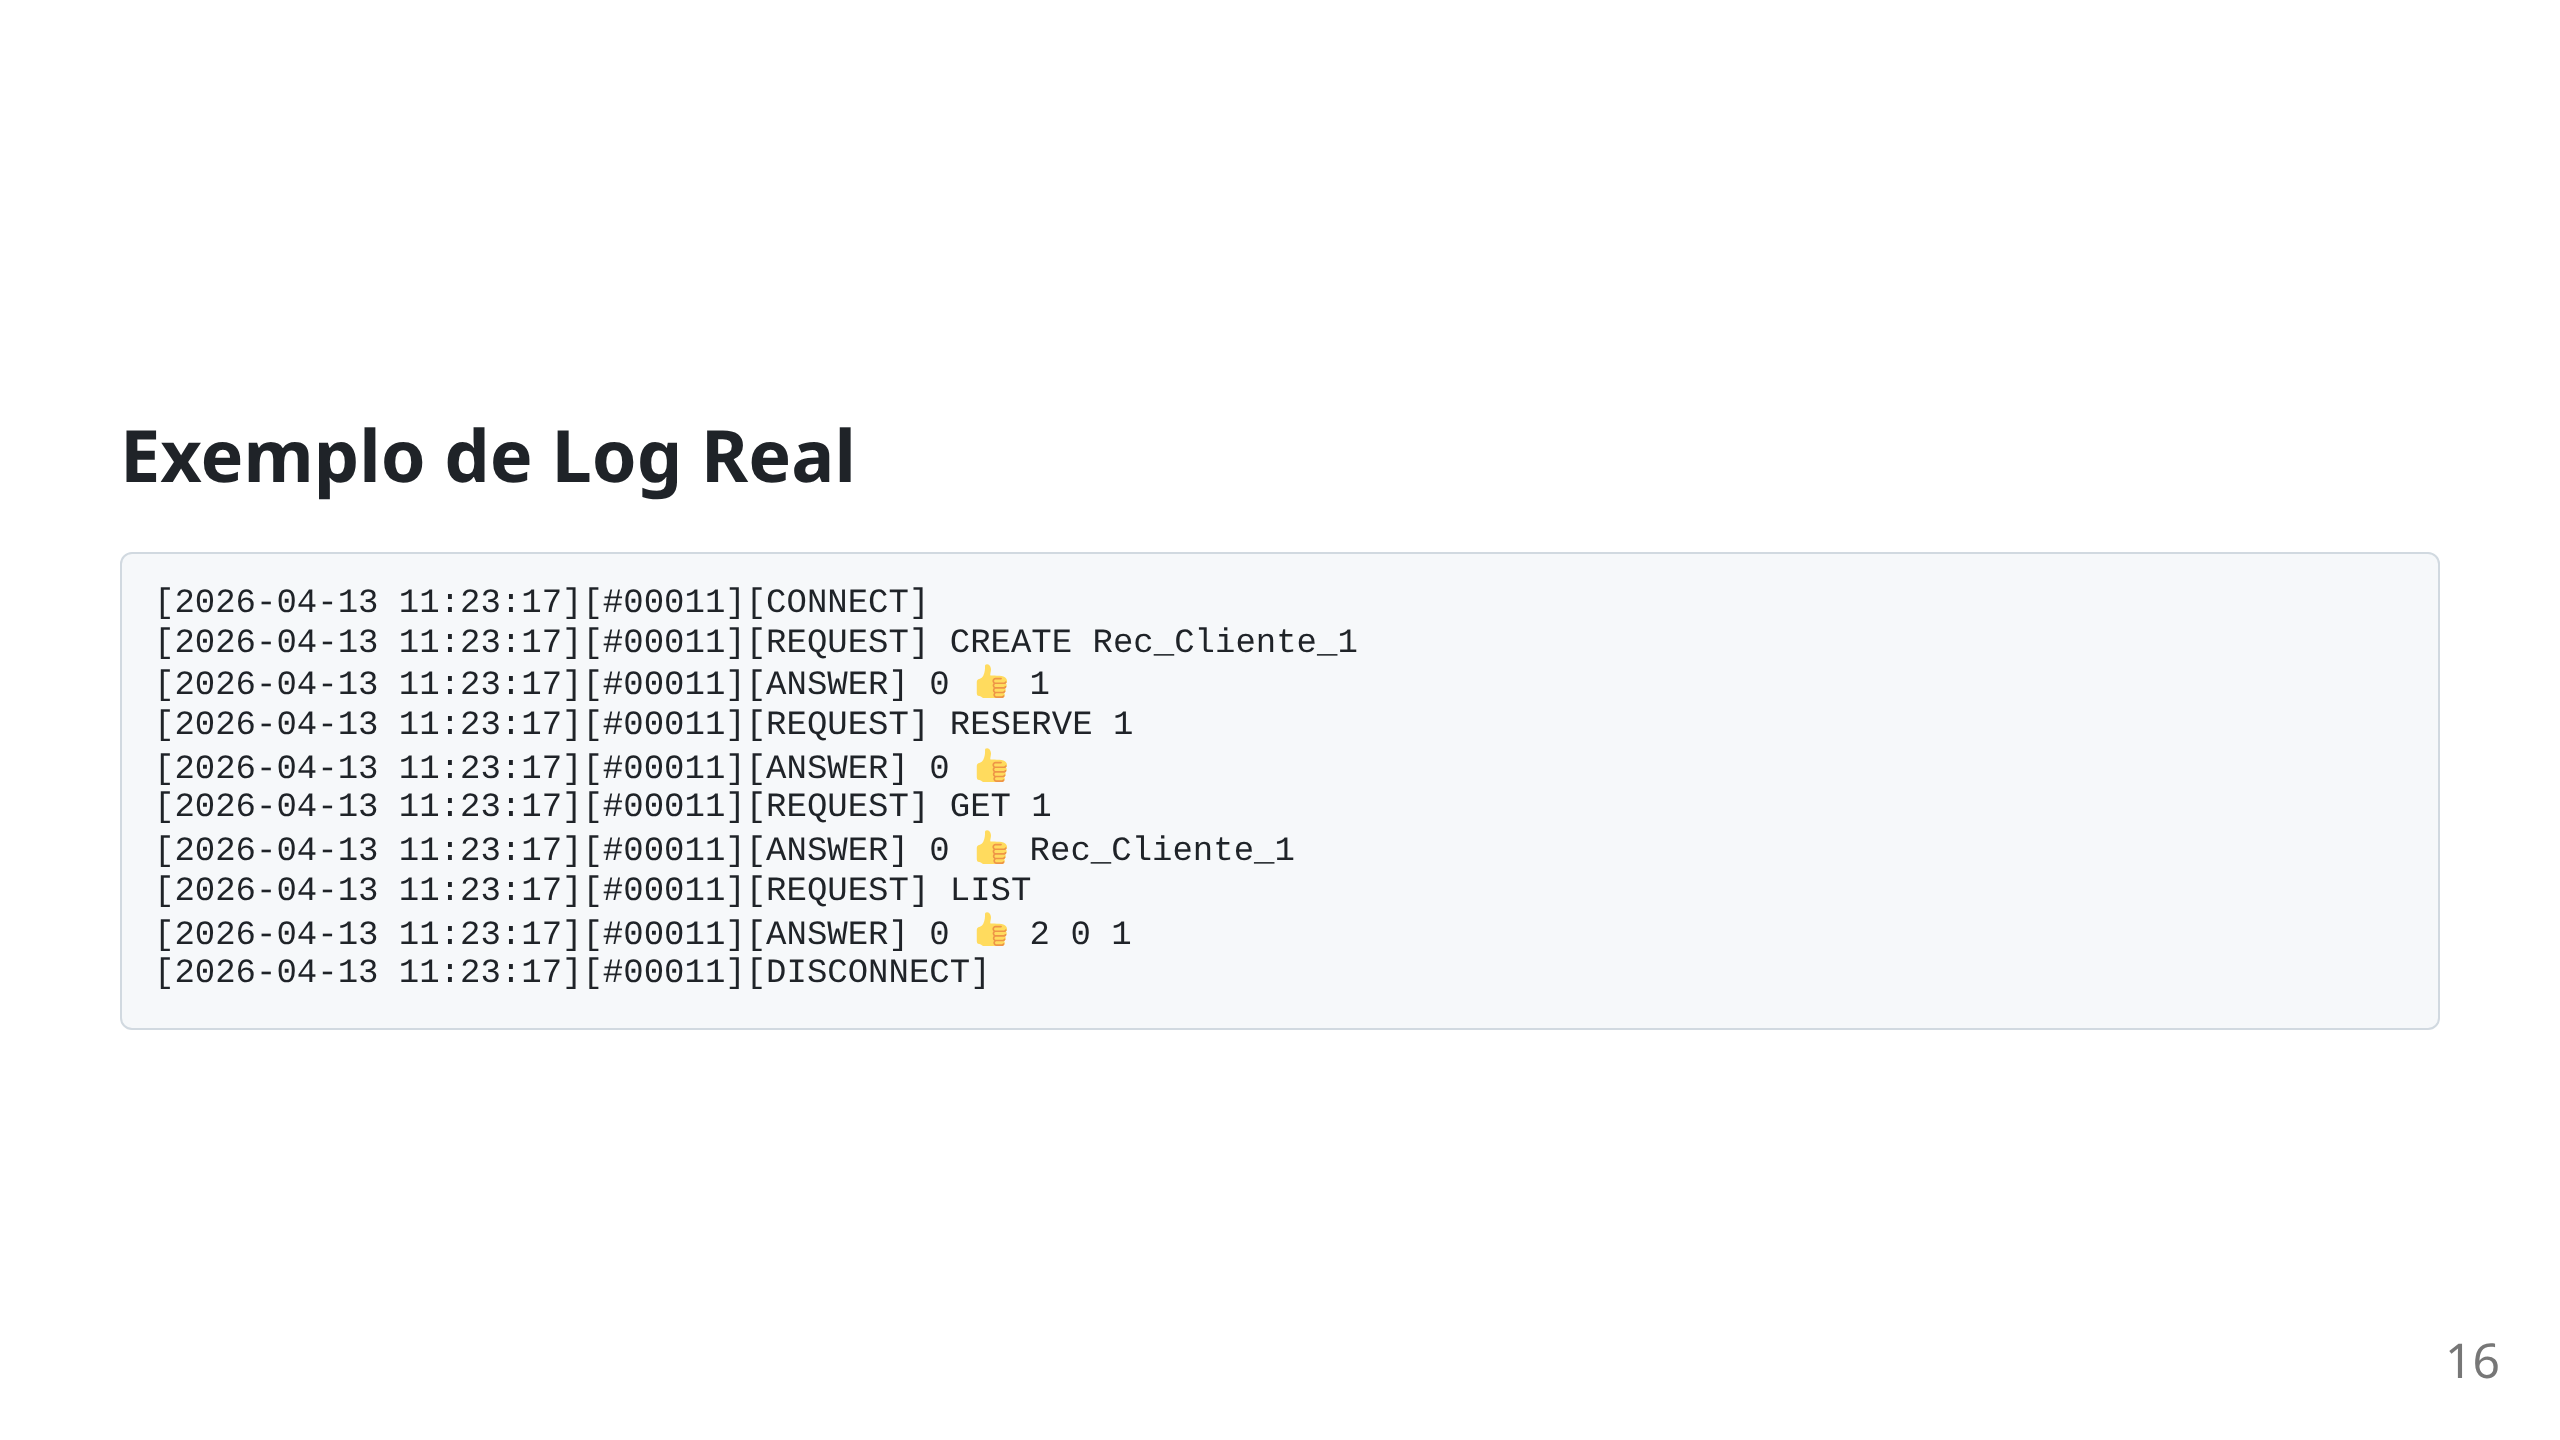 Exemplo de Log Real
[2026-04-13 11:23:17][#00011][CONNECT]
[2026-04-13 11:23:17][#00011][REQUEST] CREATE Rec_Cliente_1
[2026-04-13 11:23:17][#00011][ANSWER] 0 👍 1
[2026-04-13 11:23:17][#00011][REQUEST] RESERVE 1
[2026-04-13 11:23:17][#00011][ANSWER] 0 👍
[2026-04-13 11:23:17][#00011][REQUEST] GET 1
[2026-04-13 11:23:17][#00011][ANSWER] 0 👍 Rec_Cliente_1
[2026-04-13 11:23:17][#00011][REQUEST] LIST
[2026-04-13 11:23:17][#00011][ANSWER] 0 👍 2 0 1
[2026-04-13 11:23:17][#00011][DISCONNECT]
16